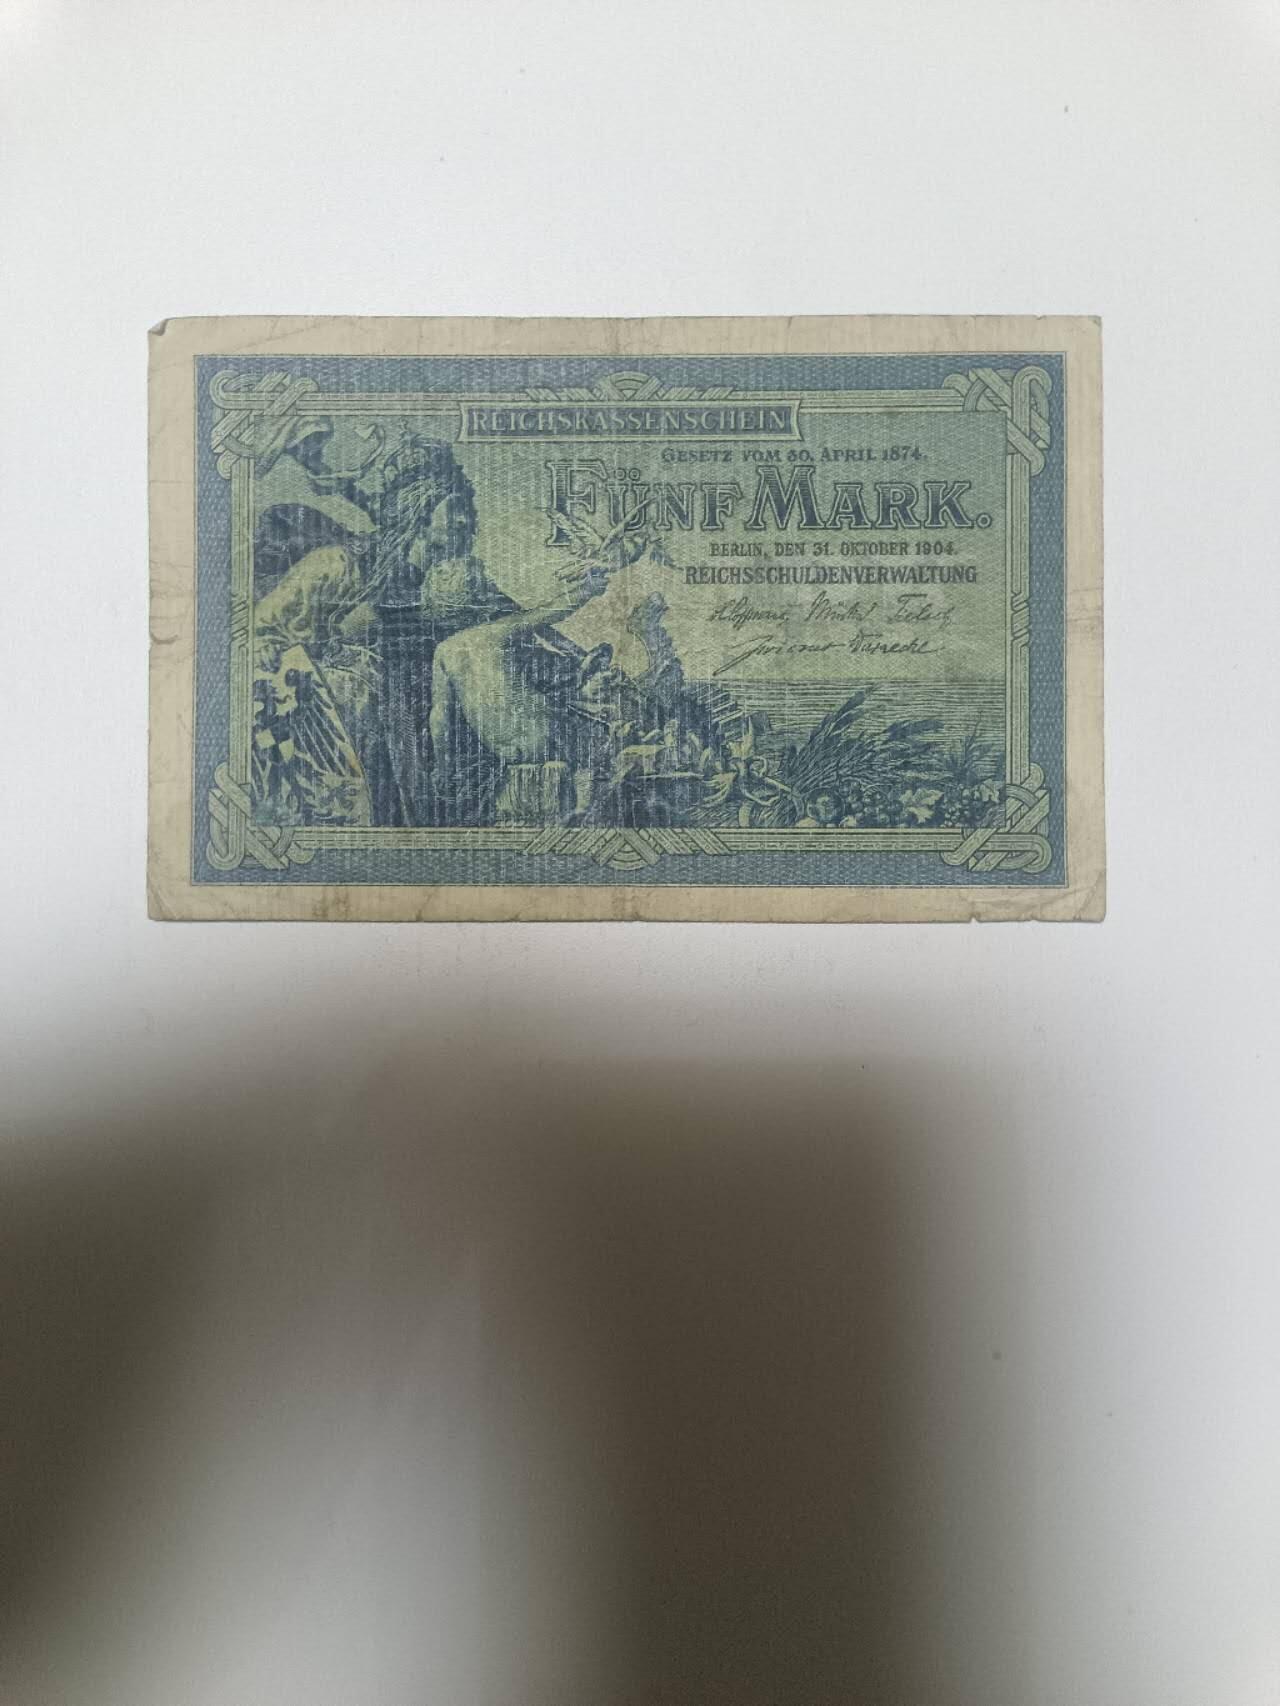 REICHSKASSENSCHEIN
GESETZ VOM 30. APRIL 1874.
FÜNF MARK.
BERLIN, DEN 31. OKTOBER 1904.
REICHSSCHULDENVERWALTUNG